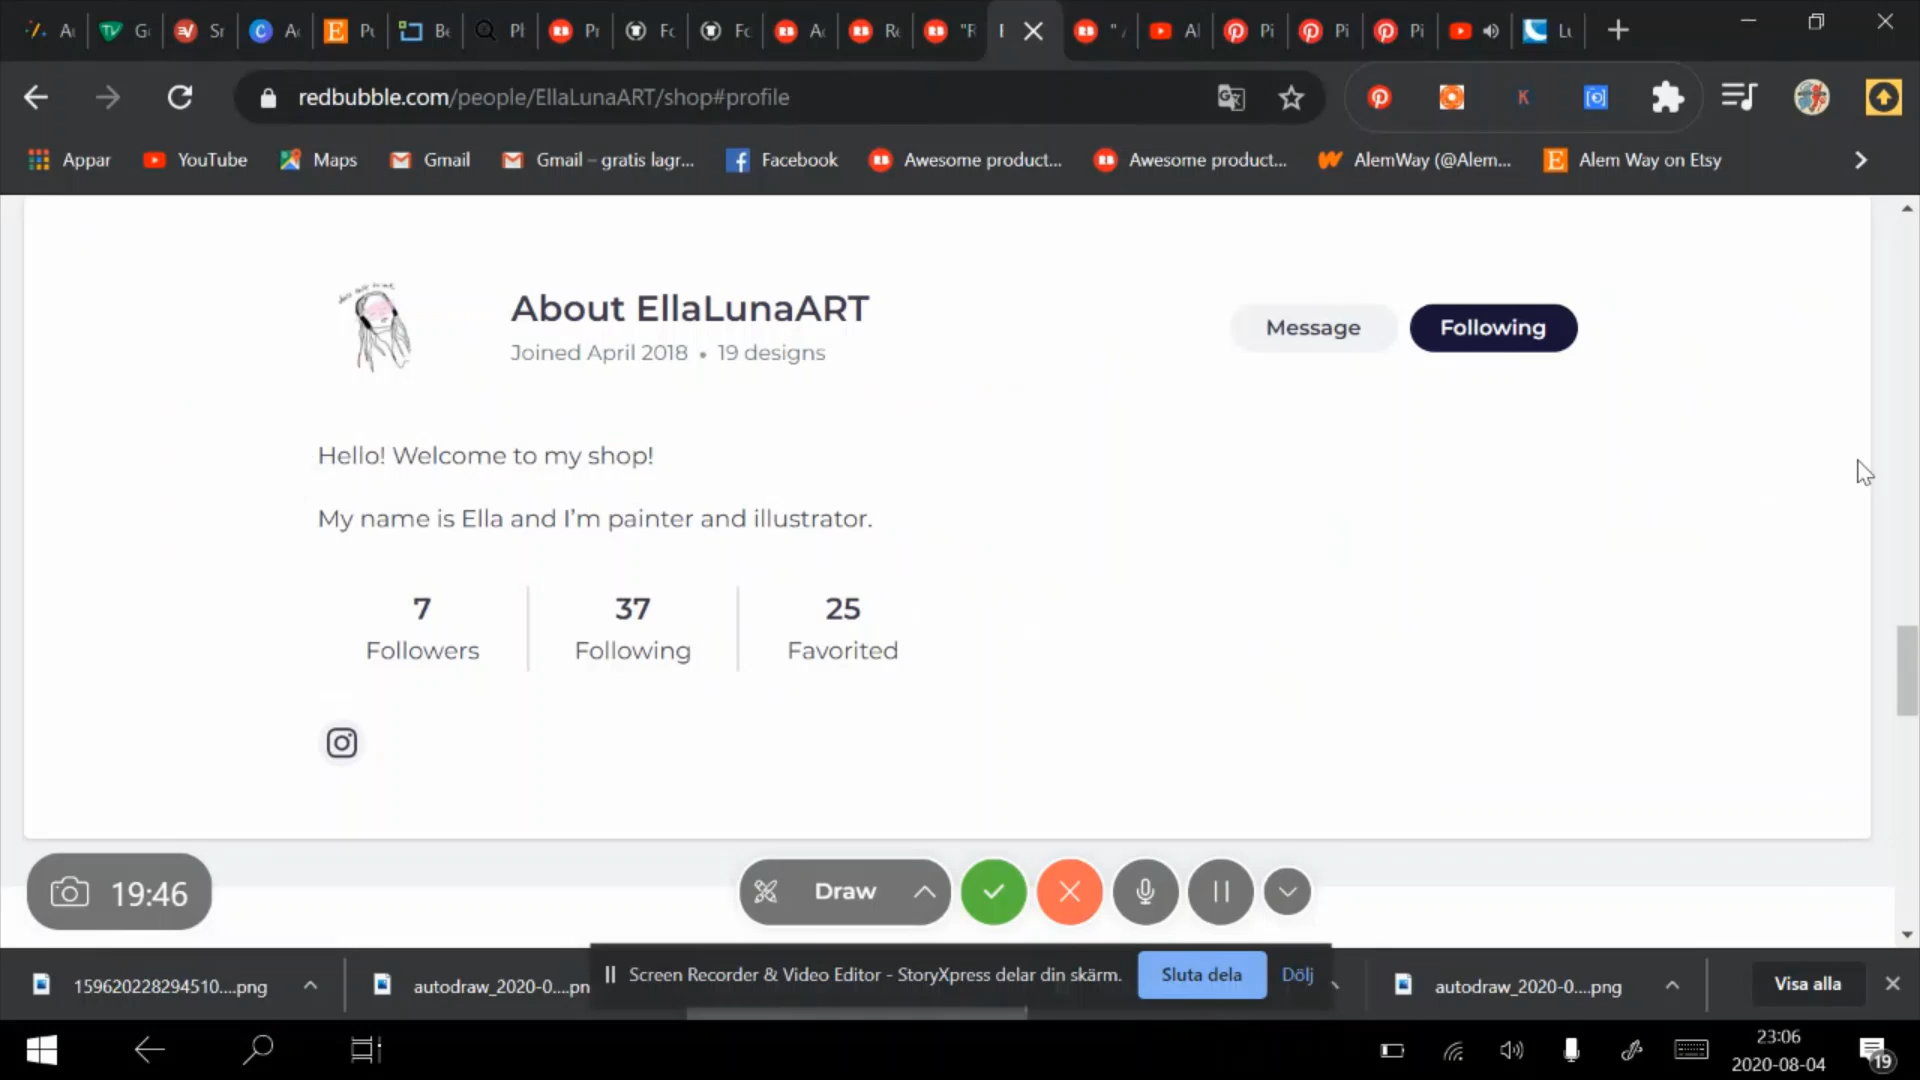 redbubble.com/people/EllaLunaART/shop#profile
Appar
YouTube
Maps
Gmail
Gmail – gratis lagr...
Facebook
Awesome product...
Awesome product...
AlemWay (@Alem...
Alem Way on Etsy
About EllaLunaART
Joined April 2018 • 19 designs
Message
Following
Hello! Welcome to my shop!
My name is Ella and I'm painter and illustrator.
7
37
25
Followers
Following
Favorited
19:46
Draw
159620228294510....png
autodraw_2020-0....pn
Screen Recorder & Video Editor - StoryXpress delar din skärm.
Sluta dela
Dölj
autodraw_2020-0....png
Visa alla
23:06
2020-08-04
19